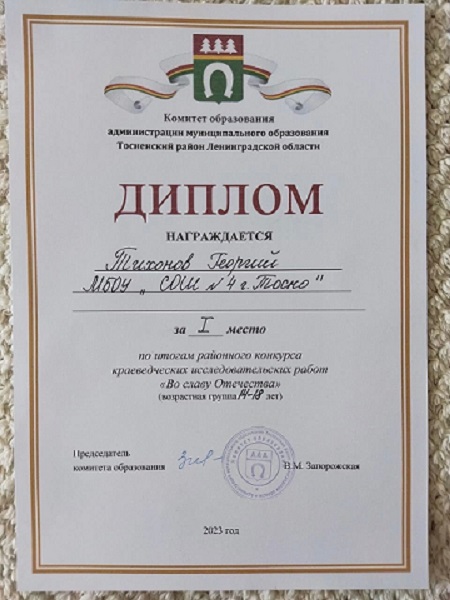 Комитет образования
администрации муниципального образования
Тосненский район Ленинградской области
ДИПЛОМ
НАГРАЖДАЕТСЯ
Тихонов Георгий
МБОУ „СОШ №4 г. Тосно"
за I место
по итогам районного конкурса
краеведческих исследовательских работ
«Во славу Отечества»
(возрастная группа 14-18 лет)
Председатель
комитета образования В.М. Запорожская
2023 год